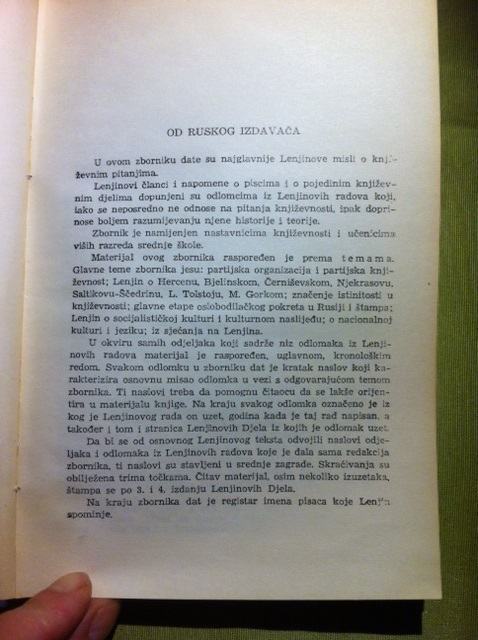 OD RUSKOG IZDAVAČA
U ovom zborniku date su najglavnije Lenjinove misli o knji-
ževnim pitanjima.
Lenjinovi članci i napomene o piscima i o pojedinim književ-
nim djelima dopunjeni su odlomcima iz Lenjinovih radova koji,
iako se neposredno ne odnose na pitanja književnosti, ipak dopri-
nose boljem razumijevanju njene historije i teorije.
Zbornik je namijenjen nastavnicima književnosti i učenicima
viših razreda srednje škole.
Materijal ovog zbornika raspoređen je prema temama.
Glavne teme zbornika jesu: partijska organizacija i partijska knji-
ževnost; Lenjin o Hercenu, Bjelinskom, Černiševskom, Njekrasovu,
Saltikovu-Ščedrinu, L. Tolstoju, M. Gorkom; značenje istinitosti u
književnosti; glavne etape oslobodilačkog pokreta u Rusiji i štampa;
Lenjin o socijalističkoj kulturi i kulturnom naslijeđu; o nacionalnoj
kulturi i jeziku; iz sjećanja na Lenjina.
U okviru samih odjeljaka koji sadrže niz odlomaka iz Lenji-
novih radova materijal je raspoređen, uglavnom, kronološkim
redom. Svakom odlomku u zborniku dat je kratak naslov koji ka-
rakterizira osnovnu misao odlomka u vezi s odgovarajućom temom
zbornika. Ti naslovi treba da pomognu čitaocu da se lakše orijen-
tira u materijalu knjige. Na kraju svakog odlomka označeno je iz
kog je Lenjinovog rada on uzet, godina kada je taj rad napisan, a
također i tom i stranica Lenjinovih Djela iz kojih je odlomak uzet.
Da bi se od osnovnog Lenjinovog teksta odvojili naslovi odje-
ljaka i odlomaka iz Lenjinovih radova koje je dala sama redakcija
zbornika, ti naslovi su stavljeni u srednje zagrade. Skraćivanja su
obilježena trima točkama. Čitav materijal, osim nekoliko izuzetaka,
štampa se po 3. i 4. izdanju Lenjinovih Djela.
Na kraju zbornika dat je registar imena pisaca koje Lenjin
spominje.